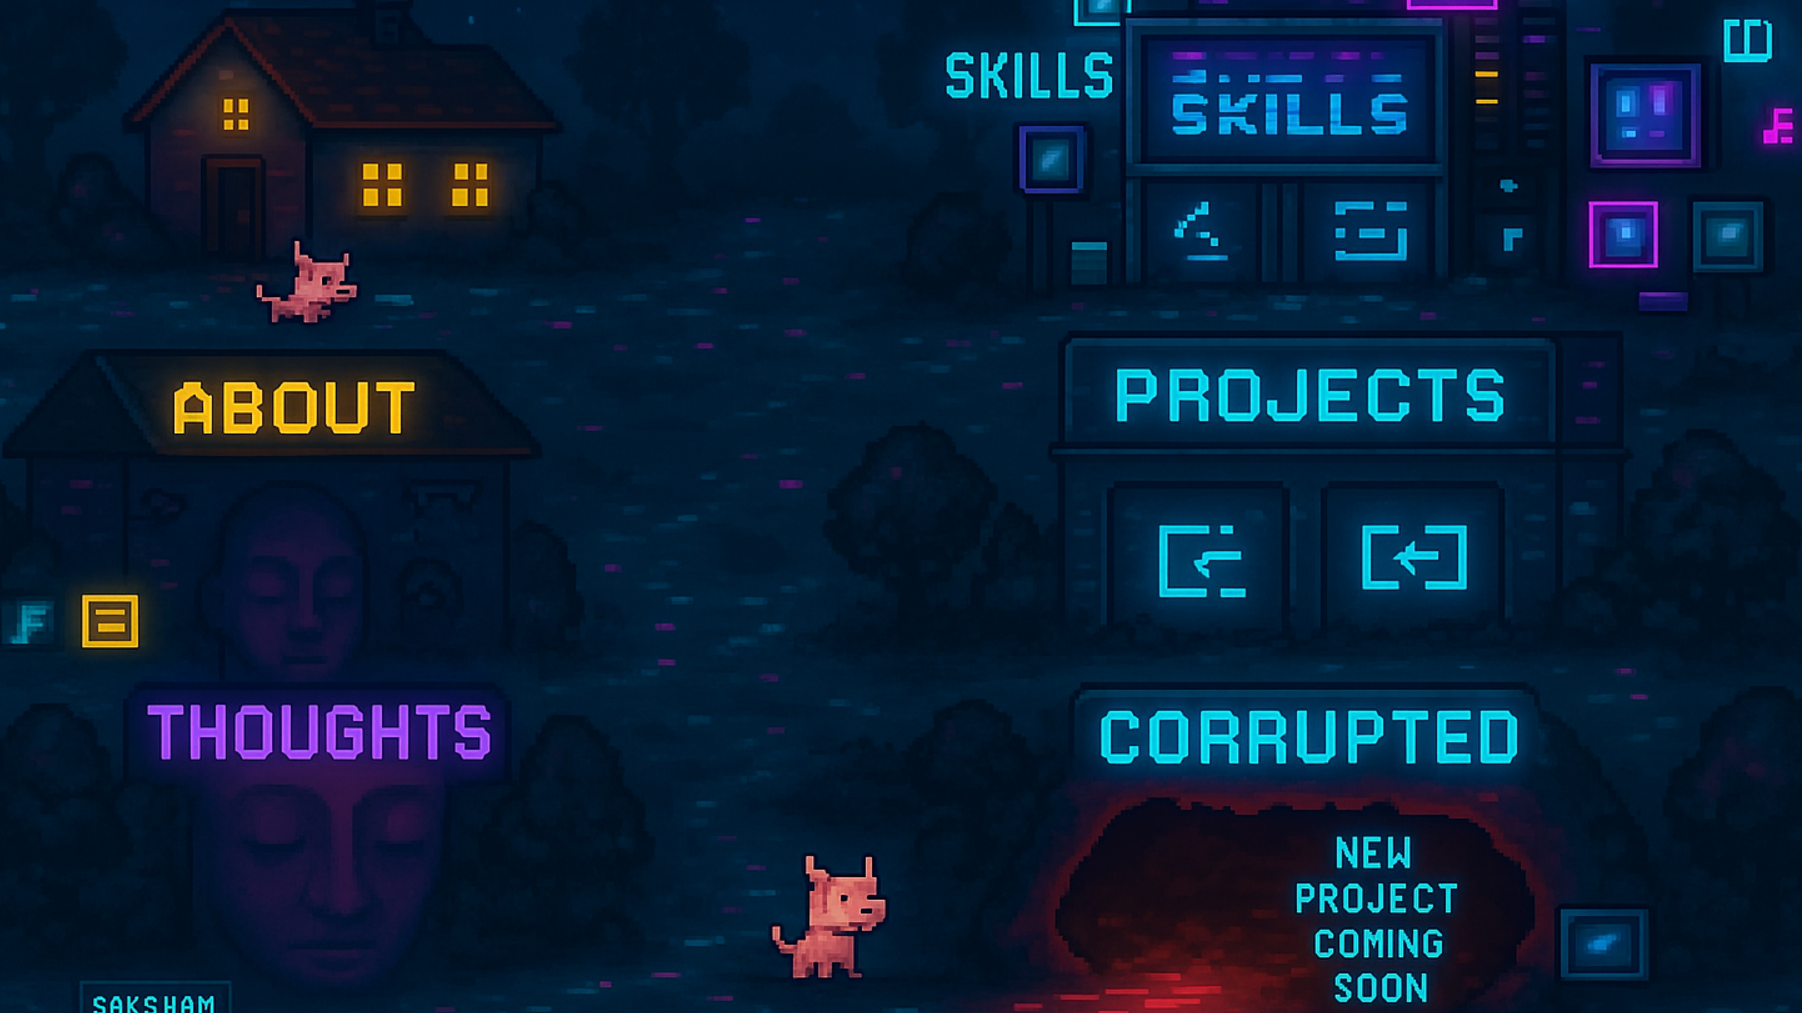 SKILLS
SKILLS
ABOUT
PROJECTS
THOUGHTS
CORRUPTED
NEW
PROJECT
COMING
SOON
SAKSHAM